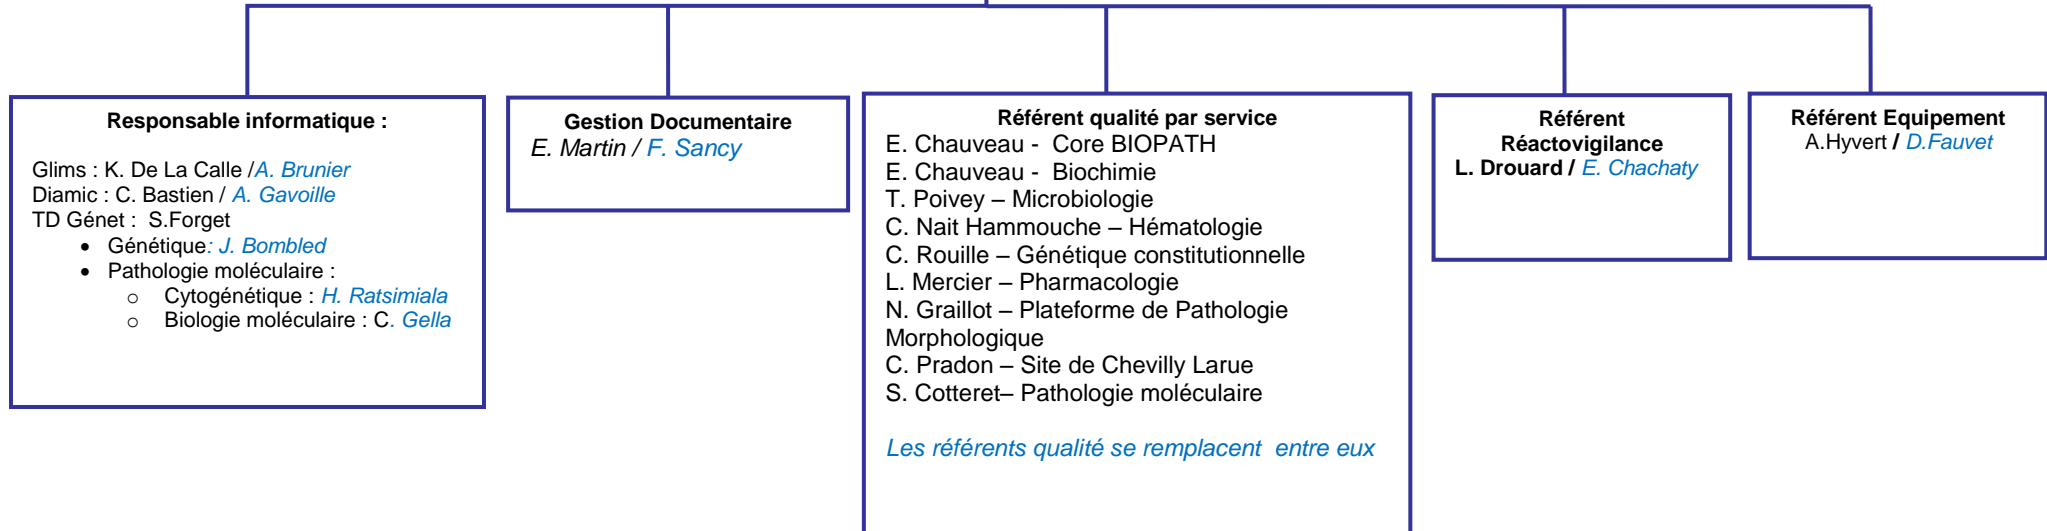 Responsable informatique :
Glims : K. De La Calle /A. Brunier
Diamic : C. Bastien / A. Gavoille
TD Génet :  S.Forget
• Génétique: J. Bombled
• Pathologie moléculaire :
o Cytogénétique : H. Ratsimiala
o Biologie moléculaire : C. Gella
Gestion Documentaire
E. Martin / F. Sancy
Référent qualité par service
E. Chauveau -  Core BIOPATH
E. Chauveau -  Biochimie
T. Poivey – Microbiologie
C. Nait Hammouche – Hématologie
C. Rouille – Génétique constitutionnelle
L. Mercier – Pharmacologie
N. Graillot – Plateforme de Pathologie
Morphologique
C. Pradon – Site de Chevilly Larue
S. Cotteret– Pathologie moléculaire
Les référents qualité se remplacent  entre eux
Référent
Réactovigilance
L. Drouard / E. Chachaty
Référent Equipement
A.Hyvert / D.Fauvet